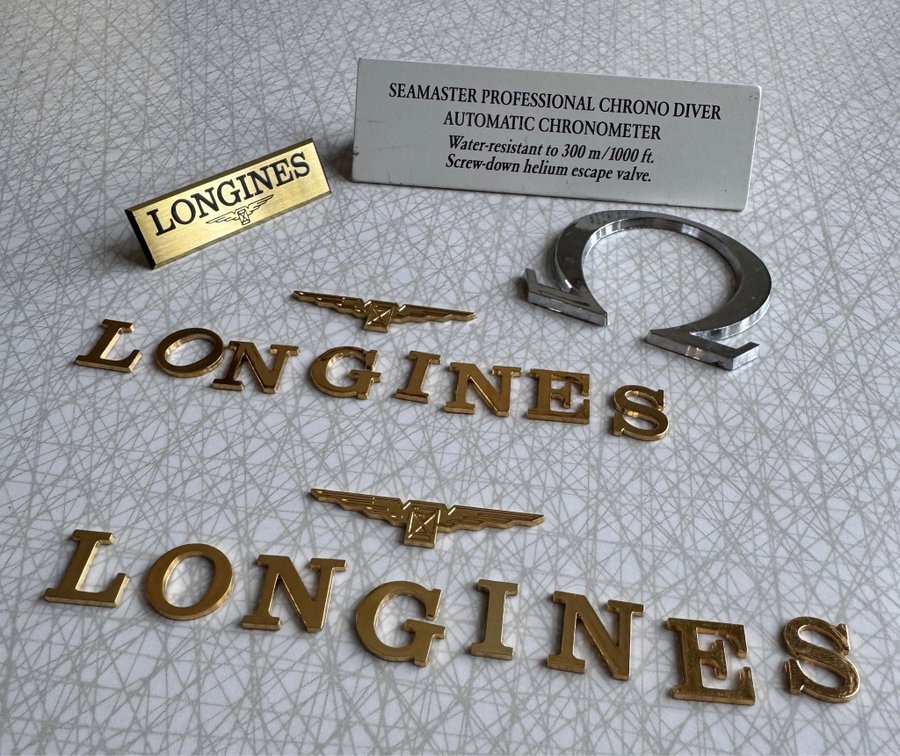 SEAMASTER PROFESSIONAL CHRONO DIVER
AUTOMATIC CHRONOMETER
Water-resistant to 300 m/1000 ft.
Screw-down helium escape valve.
LONGINES
Ω
LONGINES
LONGINES